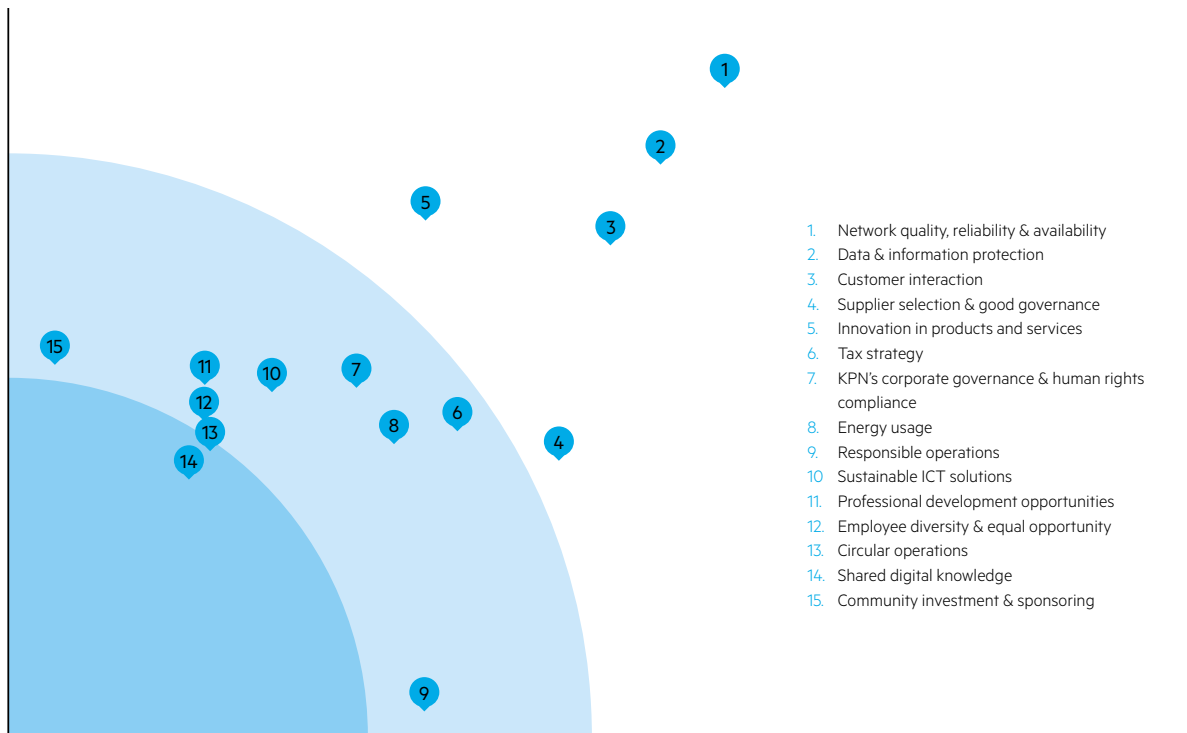 1
2
5
3
15
11
10
7
12
6
8
13
4
14
9
1. Network quality, reliability & availability
2. Data & information protection
3. Customer interaction
4. Supplier selection & good governance
5. Innovation in products and services
6. Tax strategy
7. KPN's corporate governance & human rights
compliance
8. Energy usage
9. Responsible operations
10 Sustainable ICT solutions
11. Professional development opportunities
12. Employee diversity & equal opportunity
13. Circular operations
14. Shared digital knowledge
15. Community investment & sponsoring